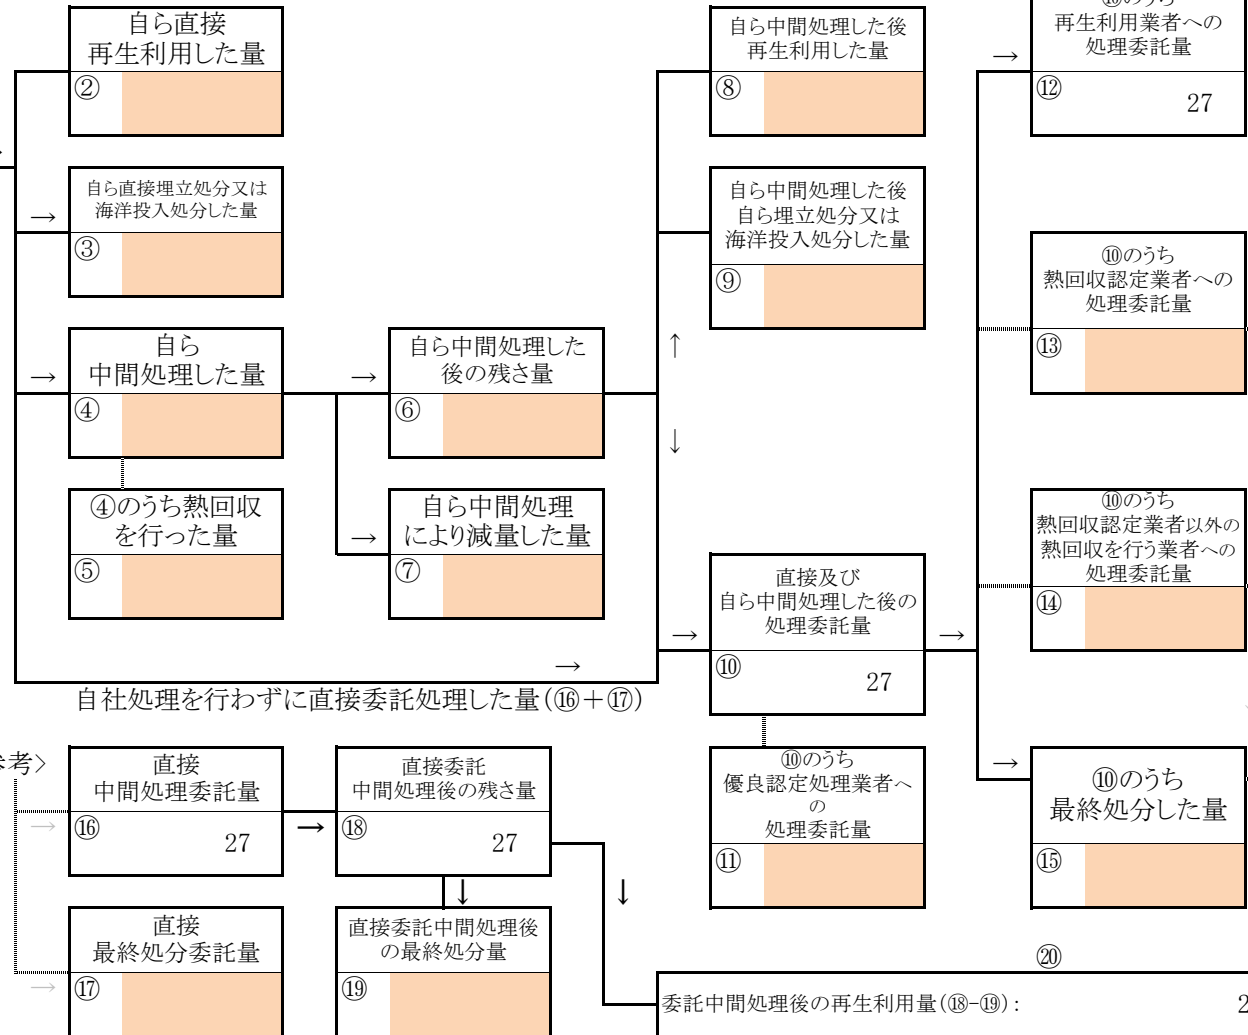 自ら直接
再生利用した量
②
自ら直接埋立処分又は
海洋投入処分した量
③
自ら
中間処理した量
④
④のうち熱回収
を行った量
⑤
自ら中間処理した
後の残さ量
⑥
自ら中間処理
により減量した量
⑦
自ら中間処理した後
再生利用した量
⑧
自ら中間処理した後
自ら埋立処分又は
海洋投入処分した量
⑨
直接及び
自ら中間処理した後の
処理委託量
⑩
27
⑩のうち
優良認定処理業者へ
の
処理委託量
⑪
再生利用業者への
処理委託量
⑫
27
⑩のうち
熱回収認定業者への
処理委託量
⑬
⑩のうち
熱回収認定業者以外の
熱回収を行う業者への
処理委託量
⑭
⑩のうち
最終処分した量
⑮
自社処理を行わずに直接委託処理した量(⑯+⑰)
考>
直接
中間処理委託量
⑯
27
直接
最終処分委託量
⑰
直接委託
中間処理後の残さ量
⑱
27
直接委託中間処理後
の最終処分量
⑲
⑳
委託中間処理後の再生利用量(⑱-⑲):
2